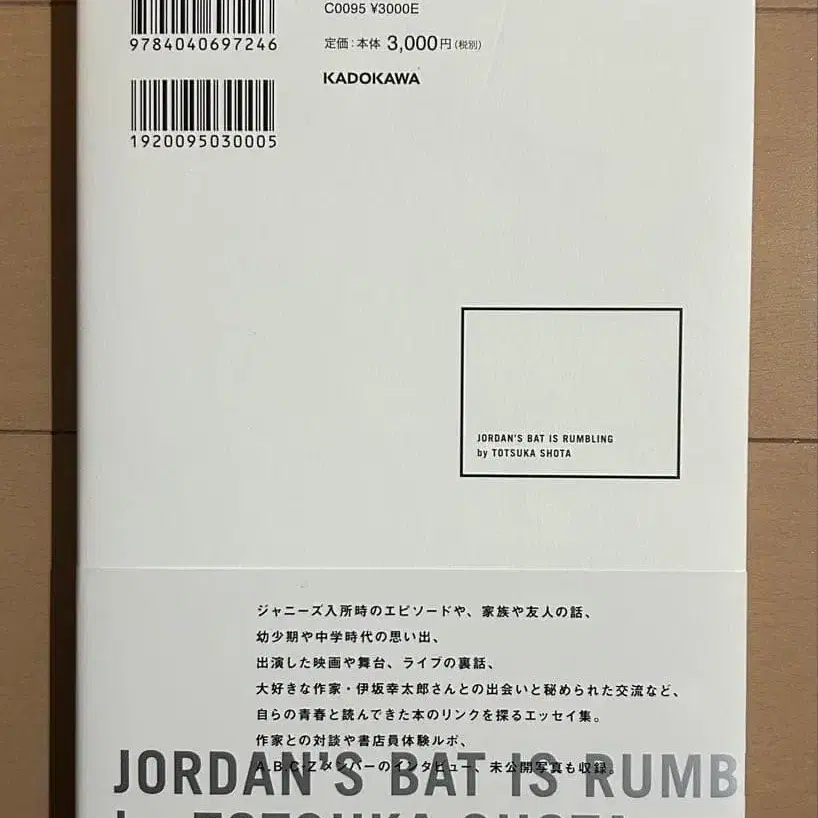 C0095 ¥3000E
9784040697246
定価：本体 3,000円（税別）
KADOKAWA
1920095030005
JORDAN'S BAT IS RUMBLING
by TOTSUKA SHOTA
ジャニーズ入所時のエピソードや、家族や友人の話、
幼少期や中学時代の思い出、
出演した映画や舞台、ライブの裏話、
大好きな作家・伊坂幸太郎さんとの出会いと秘められた交流など、
自らの青春と読んできた本のリンクを探るエッセイ集。
作家との対談や書店員体験ルポ、
A.B.C-Zメンバーのインタビュー、未公開写真も収録。
JORDAN'S BAT IS RUMB
by TOTSUKA SHOTA